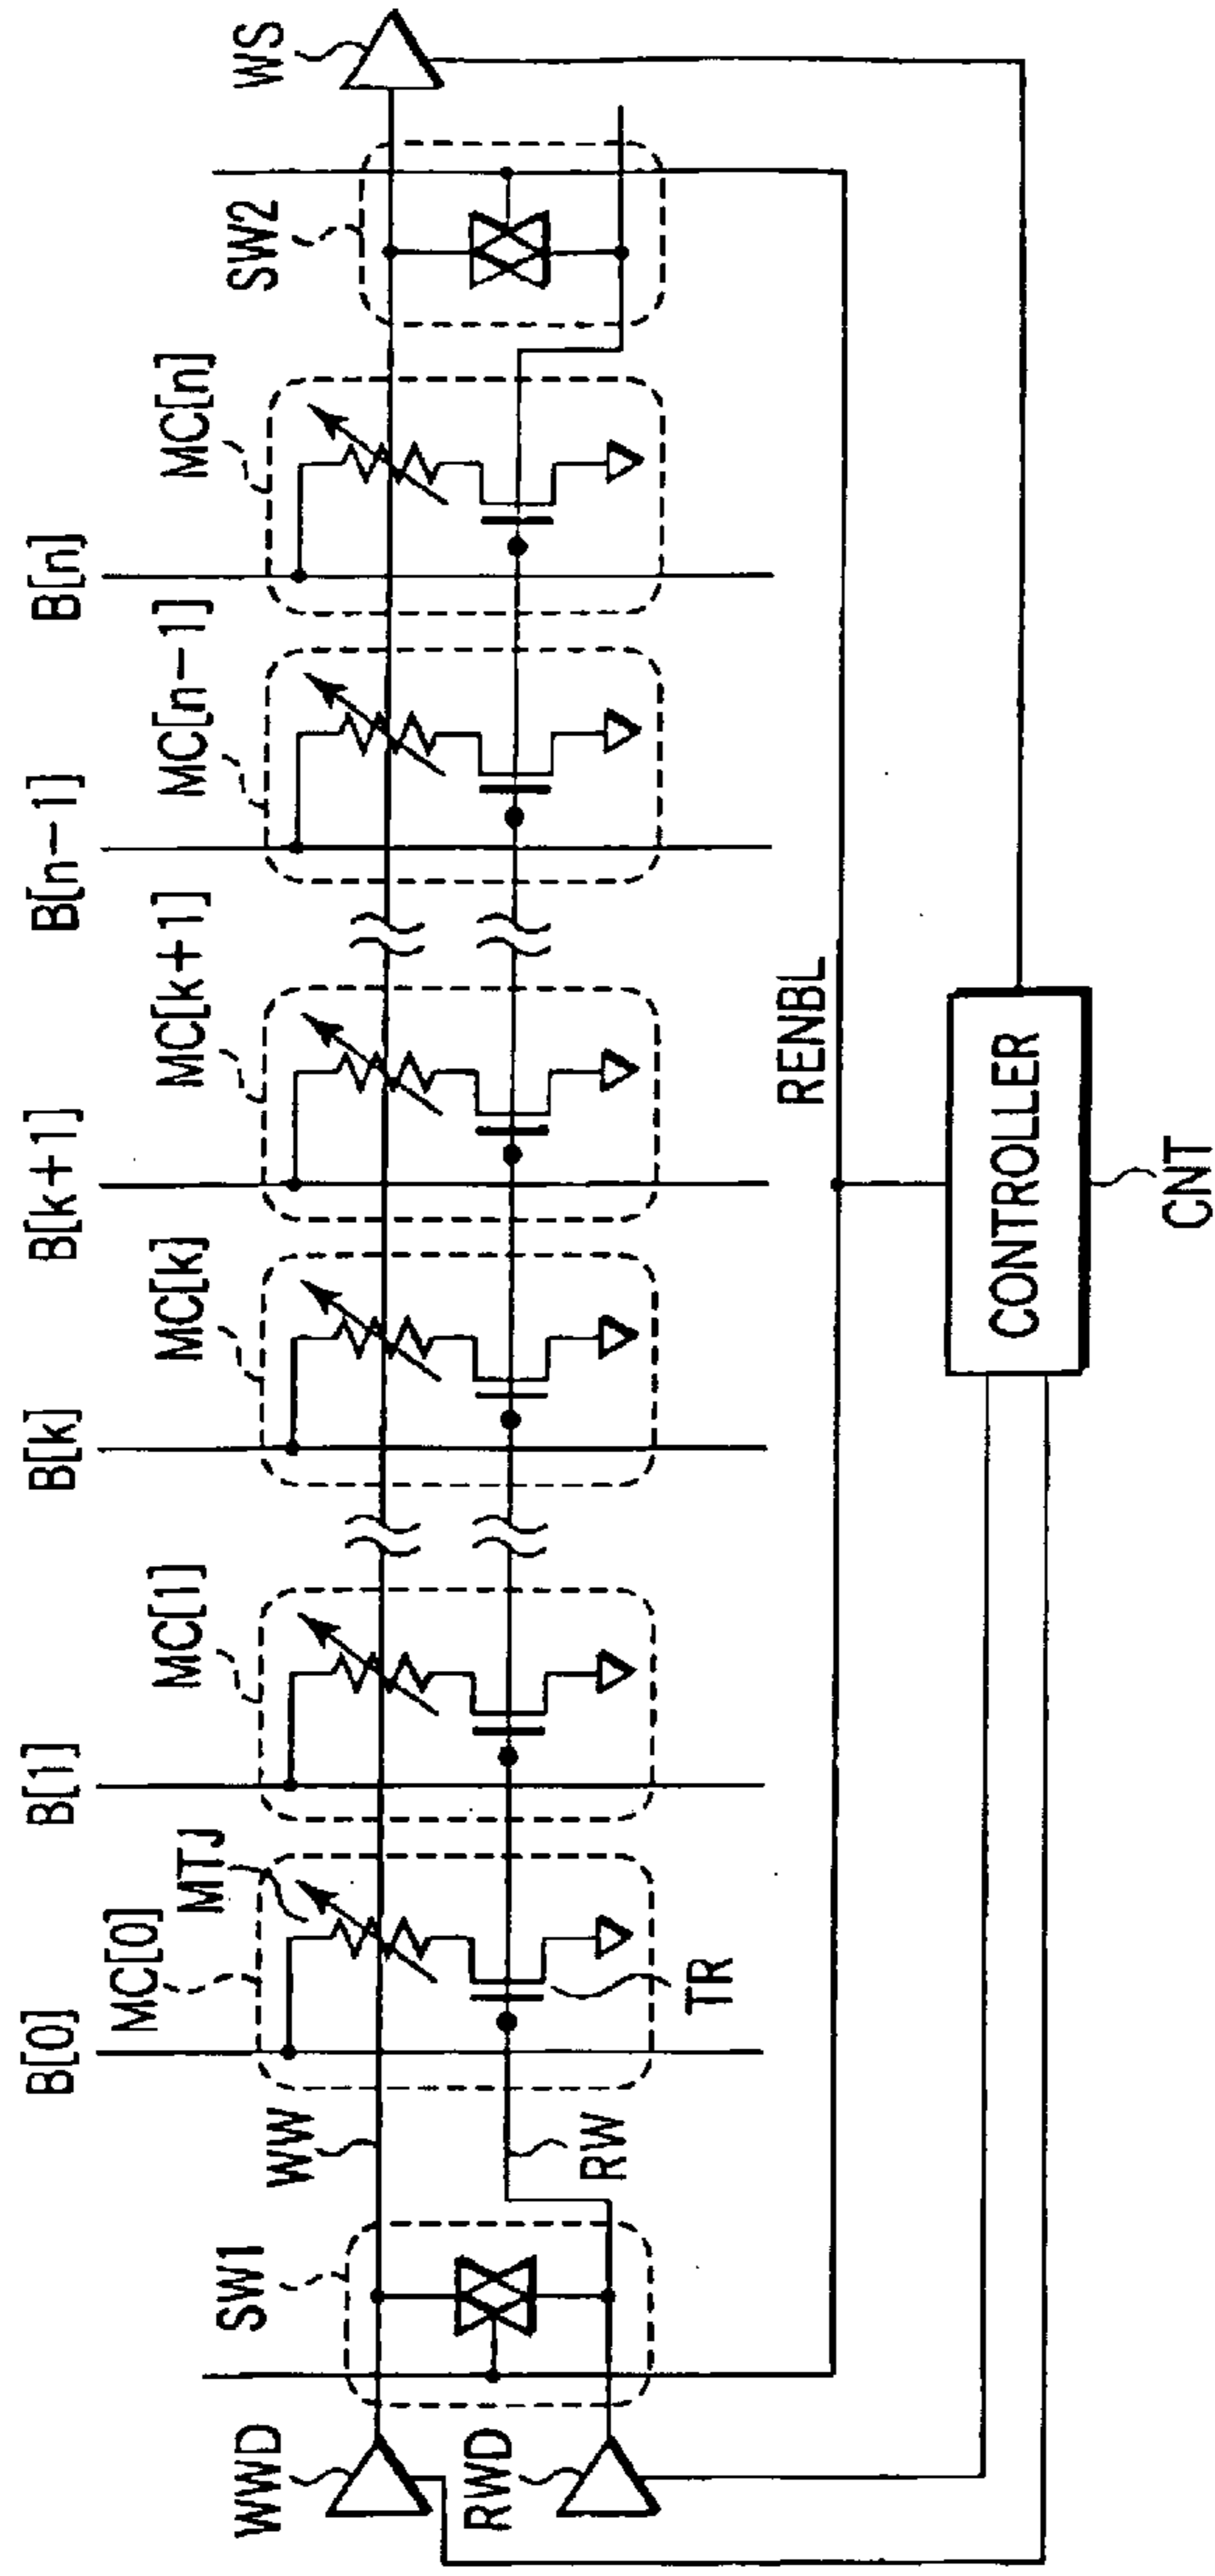 B[0]
B[1]
B[k]
B[k+1]
B[n-1]
B[n]
MC[0]
MTJ
MC[1]
MC[k]
MC[k+1]
MC[n-1]
MC[n]
WWD
SW1
WW
SW2
WS
RWD
RW
TR
RENBL
CONTROLLER
CNT